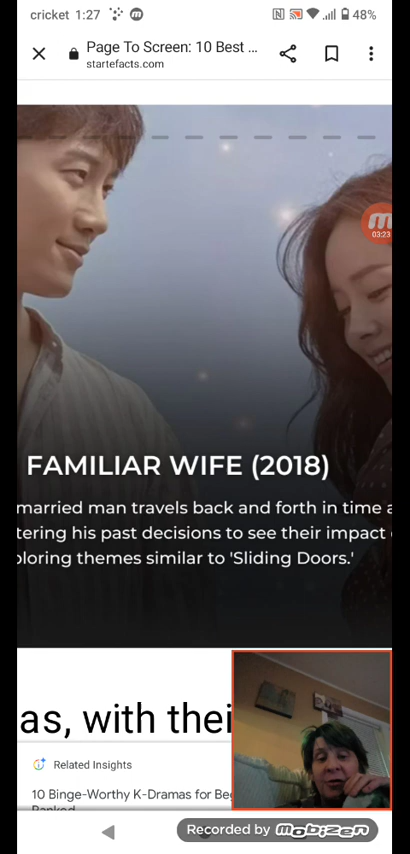 cricket 1:27
48%
Page To Screen: 10 Best ...
startefacts.com
03:23
FAMILIAR WIFE (2018)
married man travels back and forth in time a
tering his past decisions to see their impact
ploring themes similar to 'Sliding Doors.'
as, with thei
Related Insights
10 Binge-Worthy K-Dramas for Beg
Ranked
Recorded by mobizen